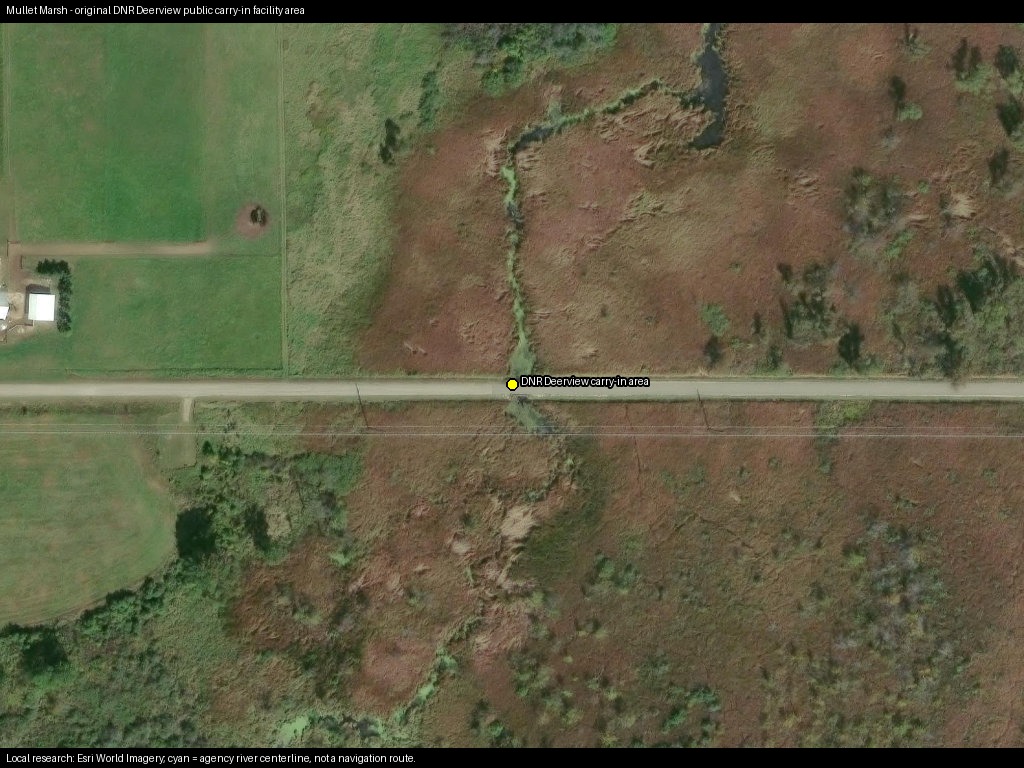 Mullet Marsh - original DNR Deerview public carry-in facility area
DNR Deerview carry-in area
Local research: Esri World Imagery; cyan = agency river centerline, not a navigation route.